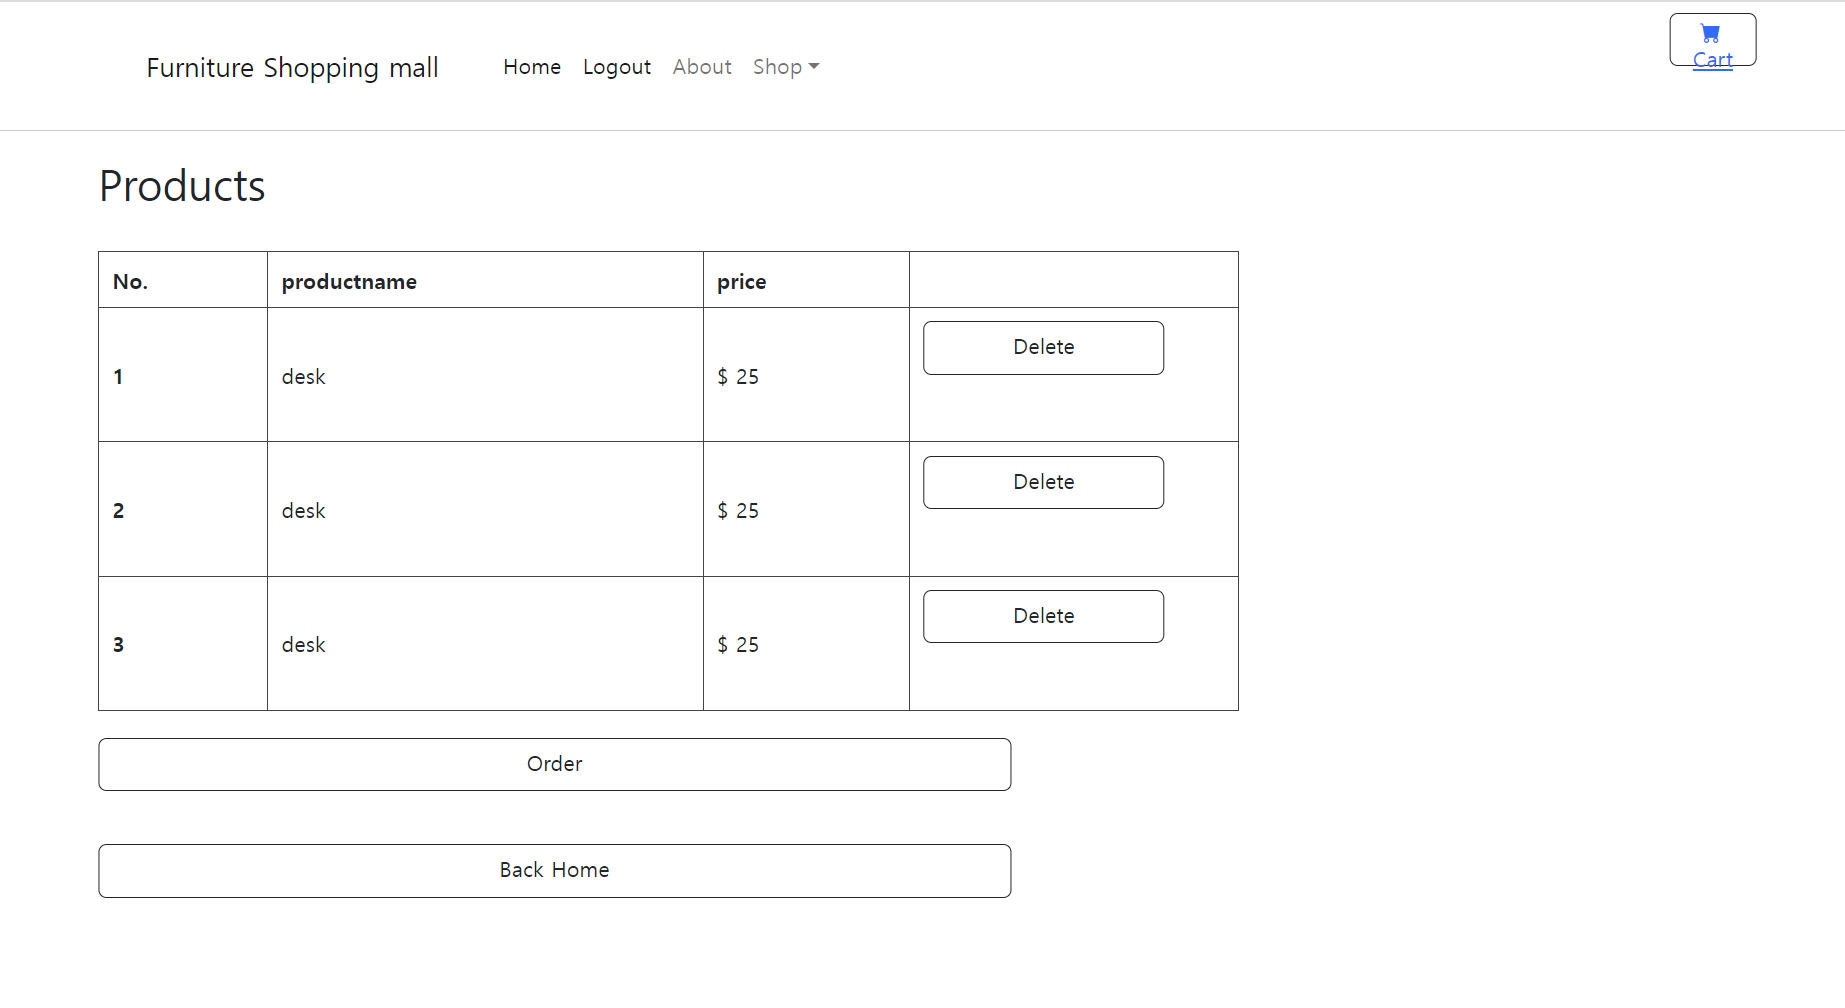 Cart
Furniture Shopping mall Home Logout About Shop
Products
No. productname price
Delete
1 desk $ 25
Delete
2 desk $ 25
Delete
3 desk $ 25
Order
Back Home